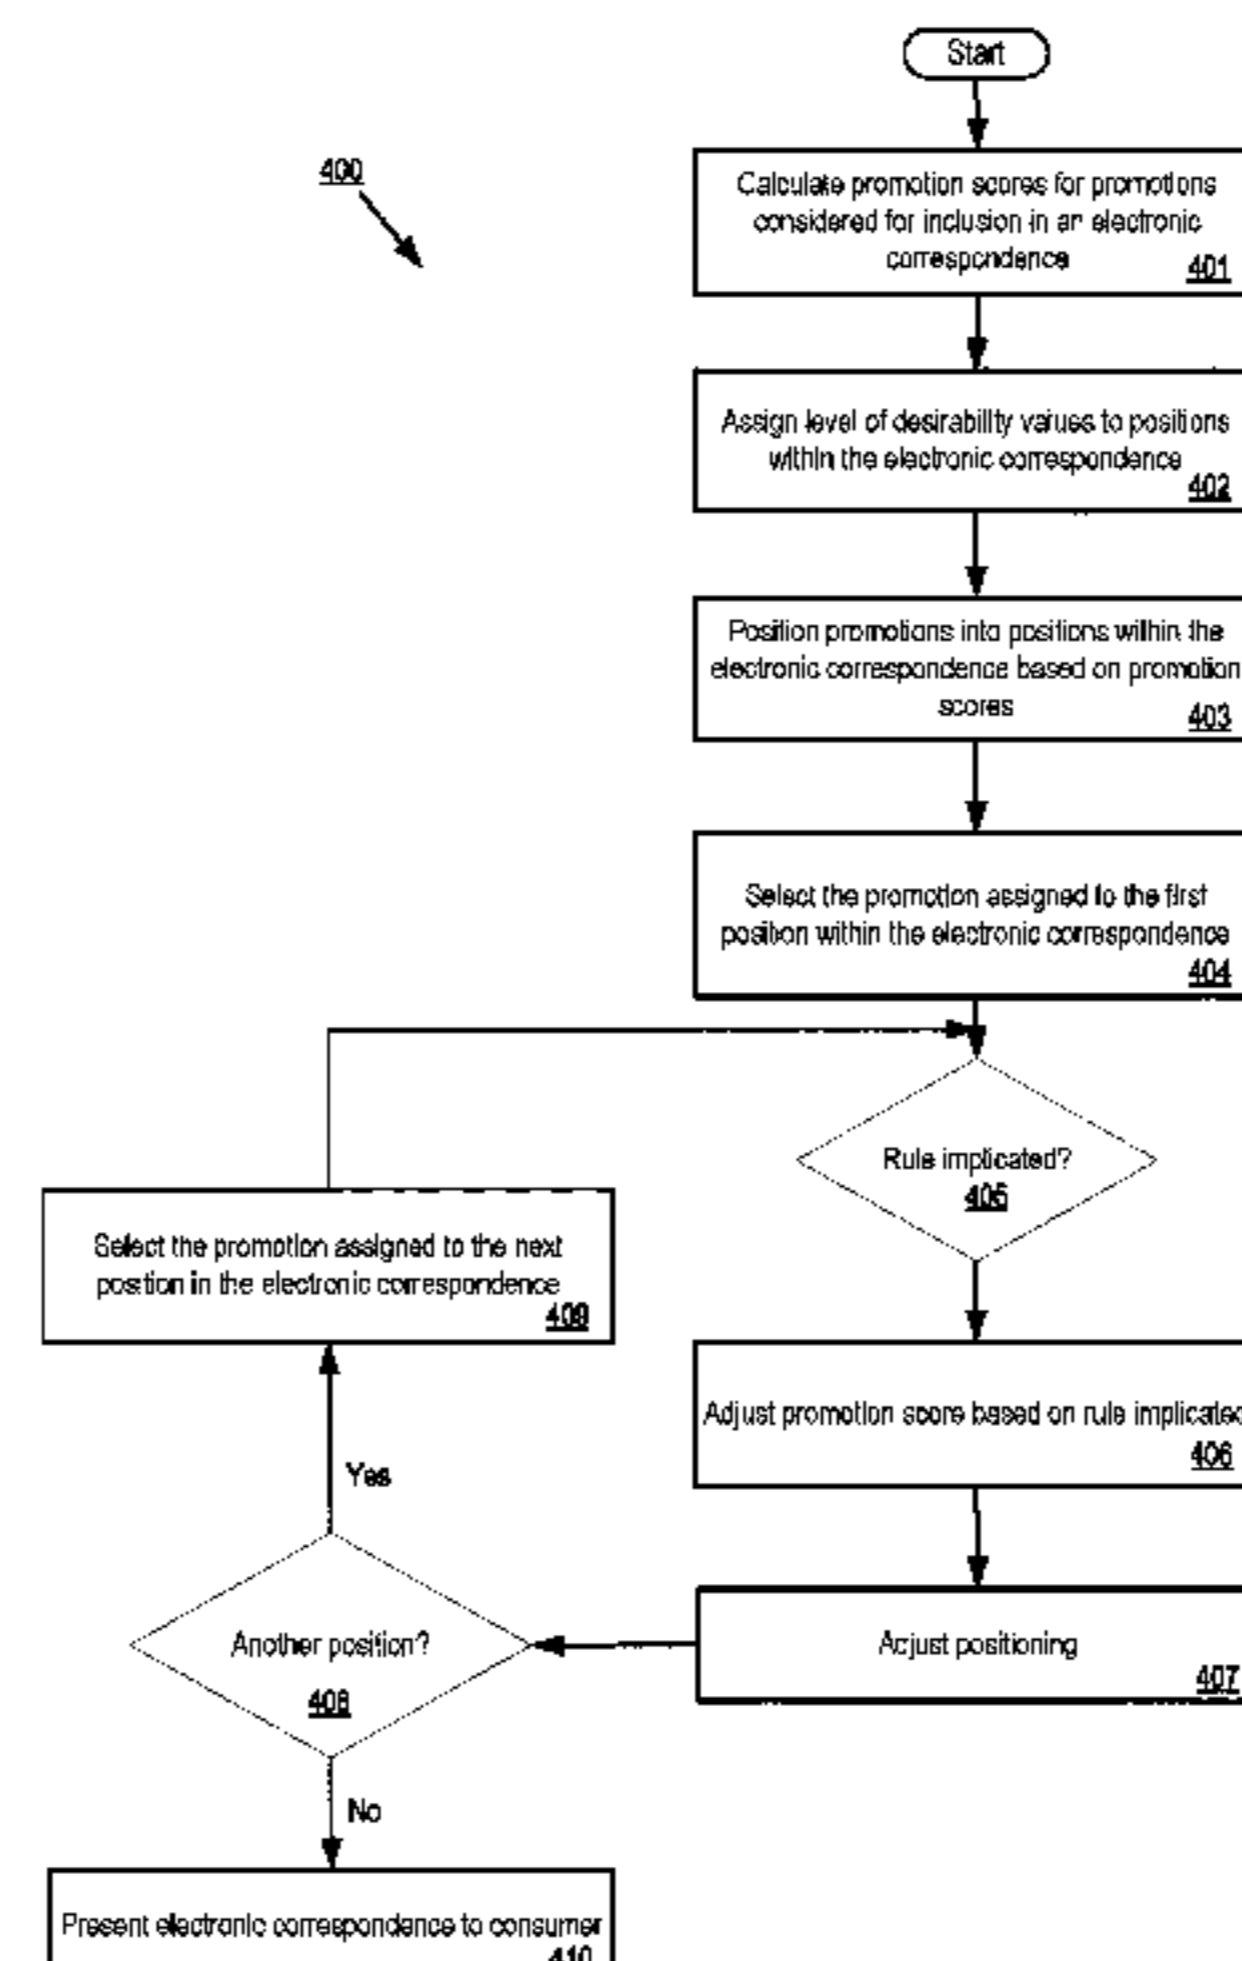 Start
400
Calculate promotion scores for promotions
considered for inclusion in an electronic
correspondence
401
Assign level of desirability values to positions
within the electronic correspondence
402
Position promotions into positions within the
electronic correspondence based on promotion
scores
403
Select the promotion assigned to the first
position within the electronic correspondence
404
Rule implicated?
405
Select the promotion assigned to the next
position in the electronic correspondence
409
Adjust promotion score based on rule implicated
406
Yes
Another position?
408
Adjust positioning
407
No
Present electronic correspondence to consumer
410